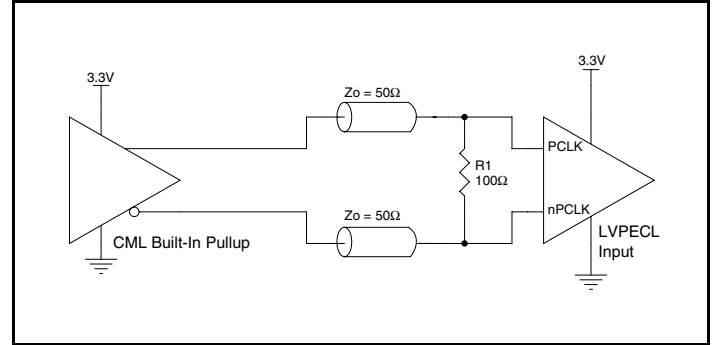 3.3V
3.3V
Zo = 50Ω
PCLK
R1
100Ω
nPCLK
Zo = 50Ω
CML Built-In Pullup
LVPECL
Input